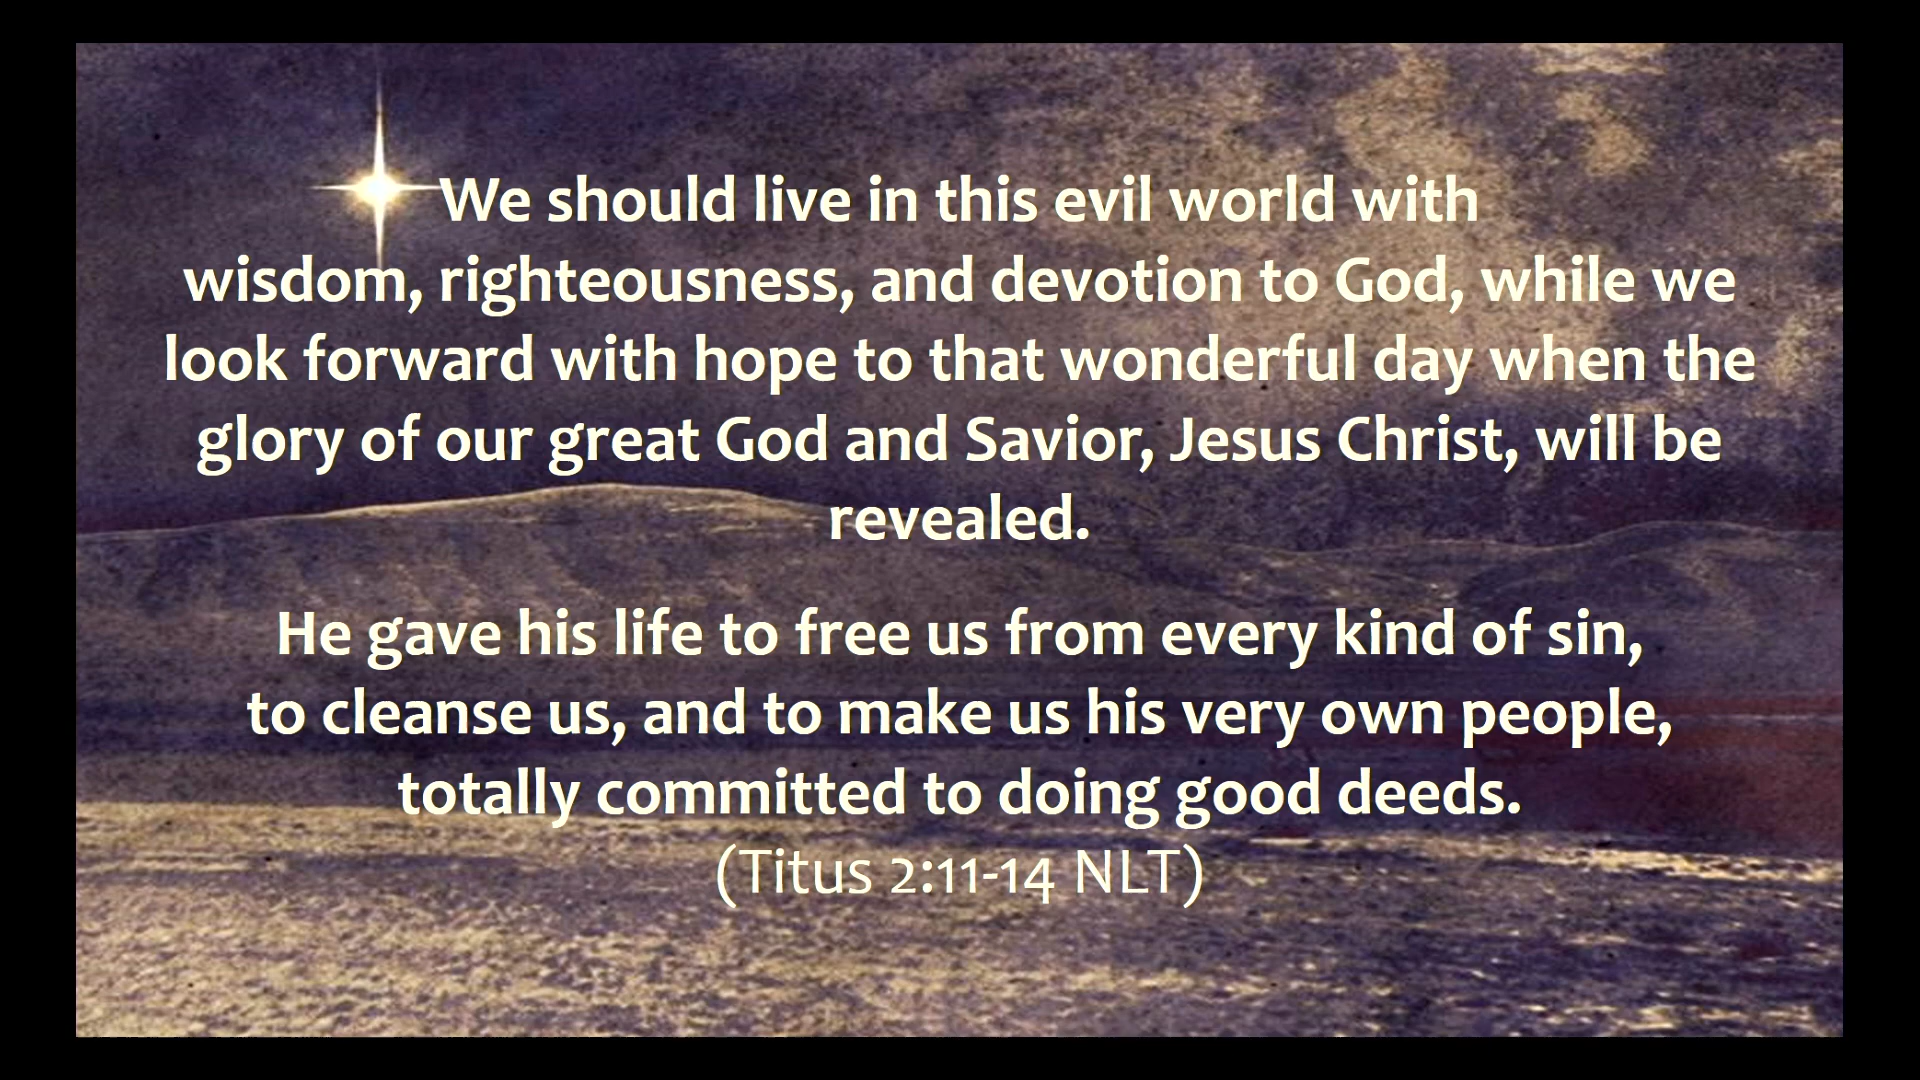 We should live in this evil world with
wisdom, righteousness, and devotion to God, while we
look forward with hope to that wonderful day when the
glory of our great God and Savior, Jesus Christ, will be
revealed.
He gave his life to free us from every kind of sin,
to cleanse us, and to make us his very own people,
totally committed to doing good deeds.
(Titus 2:11-14 NLT)